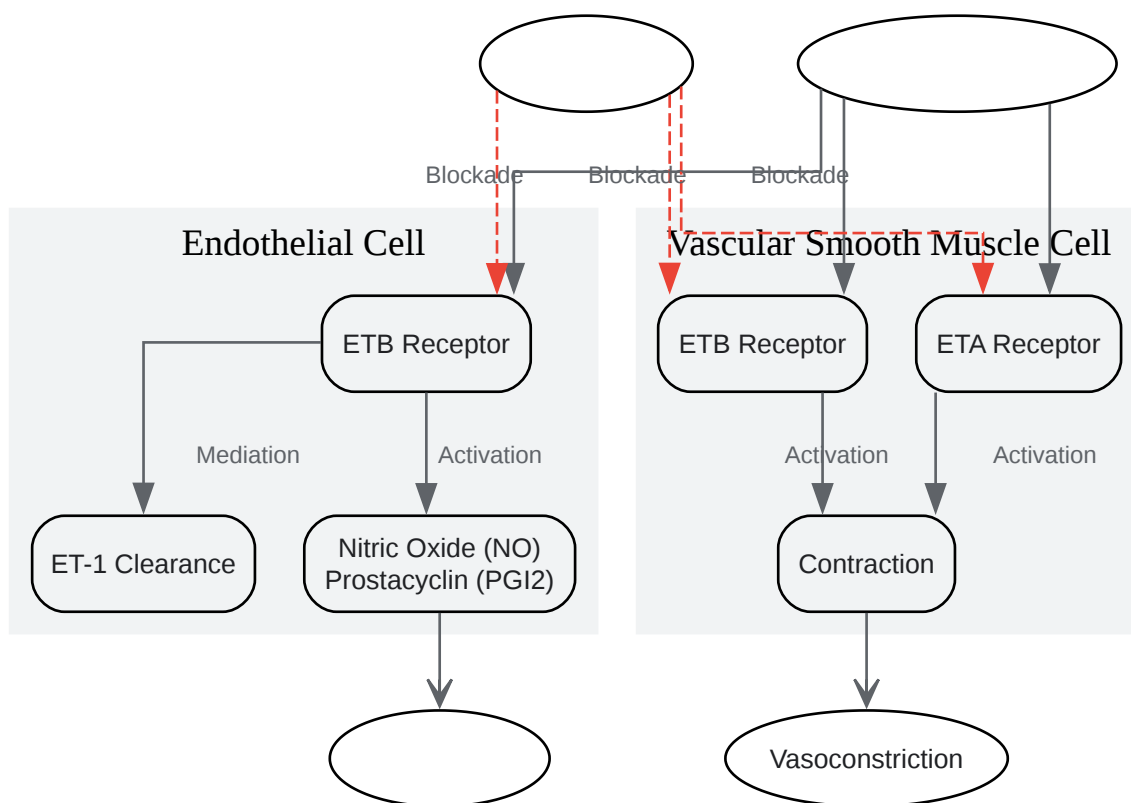 Blockade
Blockade
Blockade
Endothelial Cell
Vascular Smooth Muscle Cell
ETB Receptor
ETB Receptor
ETA Receptor
Mediation
Activation
Activation
Activation
ET-1 Clearance
Nitric Oxide (NO)
Prostacyclin (PGI2)
Contraction
Vasoconstriction